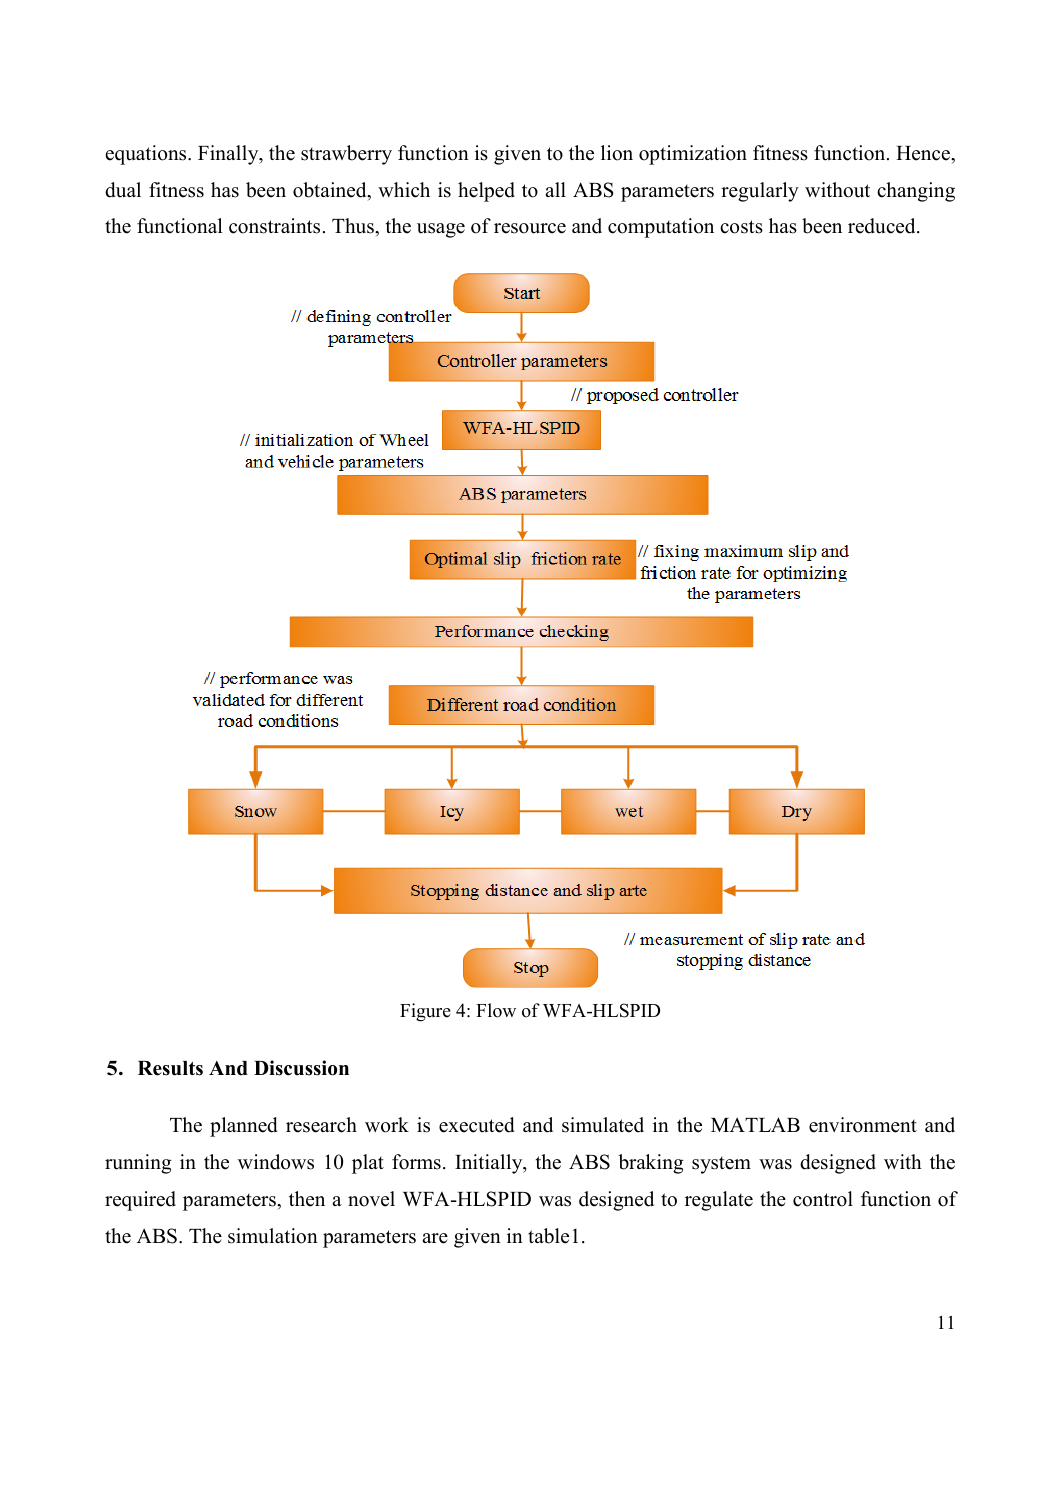 equations. Finally, the strawberry function is given to the lion optimization fitness function. Hence,
dual fitness has been obtained, which is helped to all ABS parameters regularly without changing
the functional constraints. Thus, the usage of resource and computation costs has been reduced.
Start
// defining controller
parameters
Controller parameters
// proposed controller
WFA-HLSPID
// initialization of Wheel
and vehicle parameters
ABS parameters
Optimal slip friction rate
// fixing maximum slip and
friction rate for optimizing
the parameters
Performance checking
// performance was
validated for different
road conditions
Different road condition
Snow
Icy
wet
Dry
Stopping distance and slip arte
// measurement of slip rate and
stopping distance
Stop
Figure 4: Flow of WFA-HLSPID
5. Results And Discussion
The planned research work is executed and simulated in the MATLAB environment and
running in the windows 10 plat forms. Initially, the ABS braking system was designed with the
required parameters, then a novel WFA-HLSPID was designed to regulate the control function of
the ABS. The simulation parameters are given in table1.
11